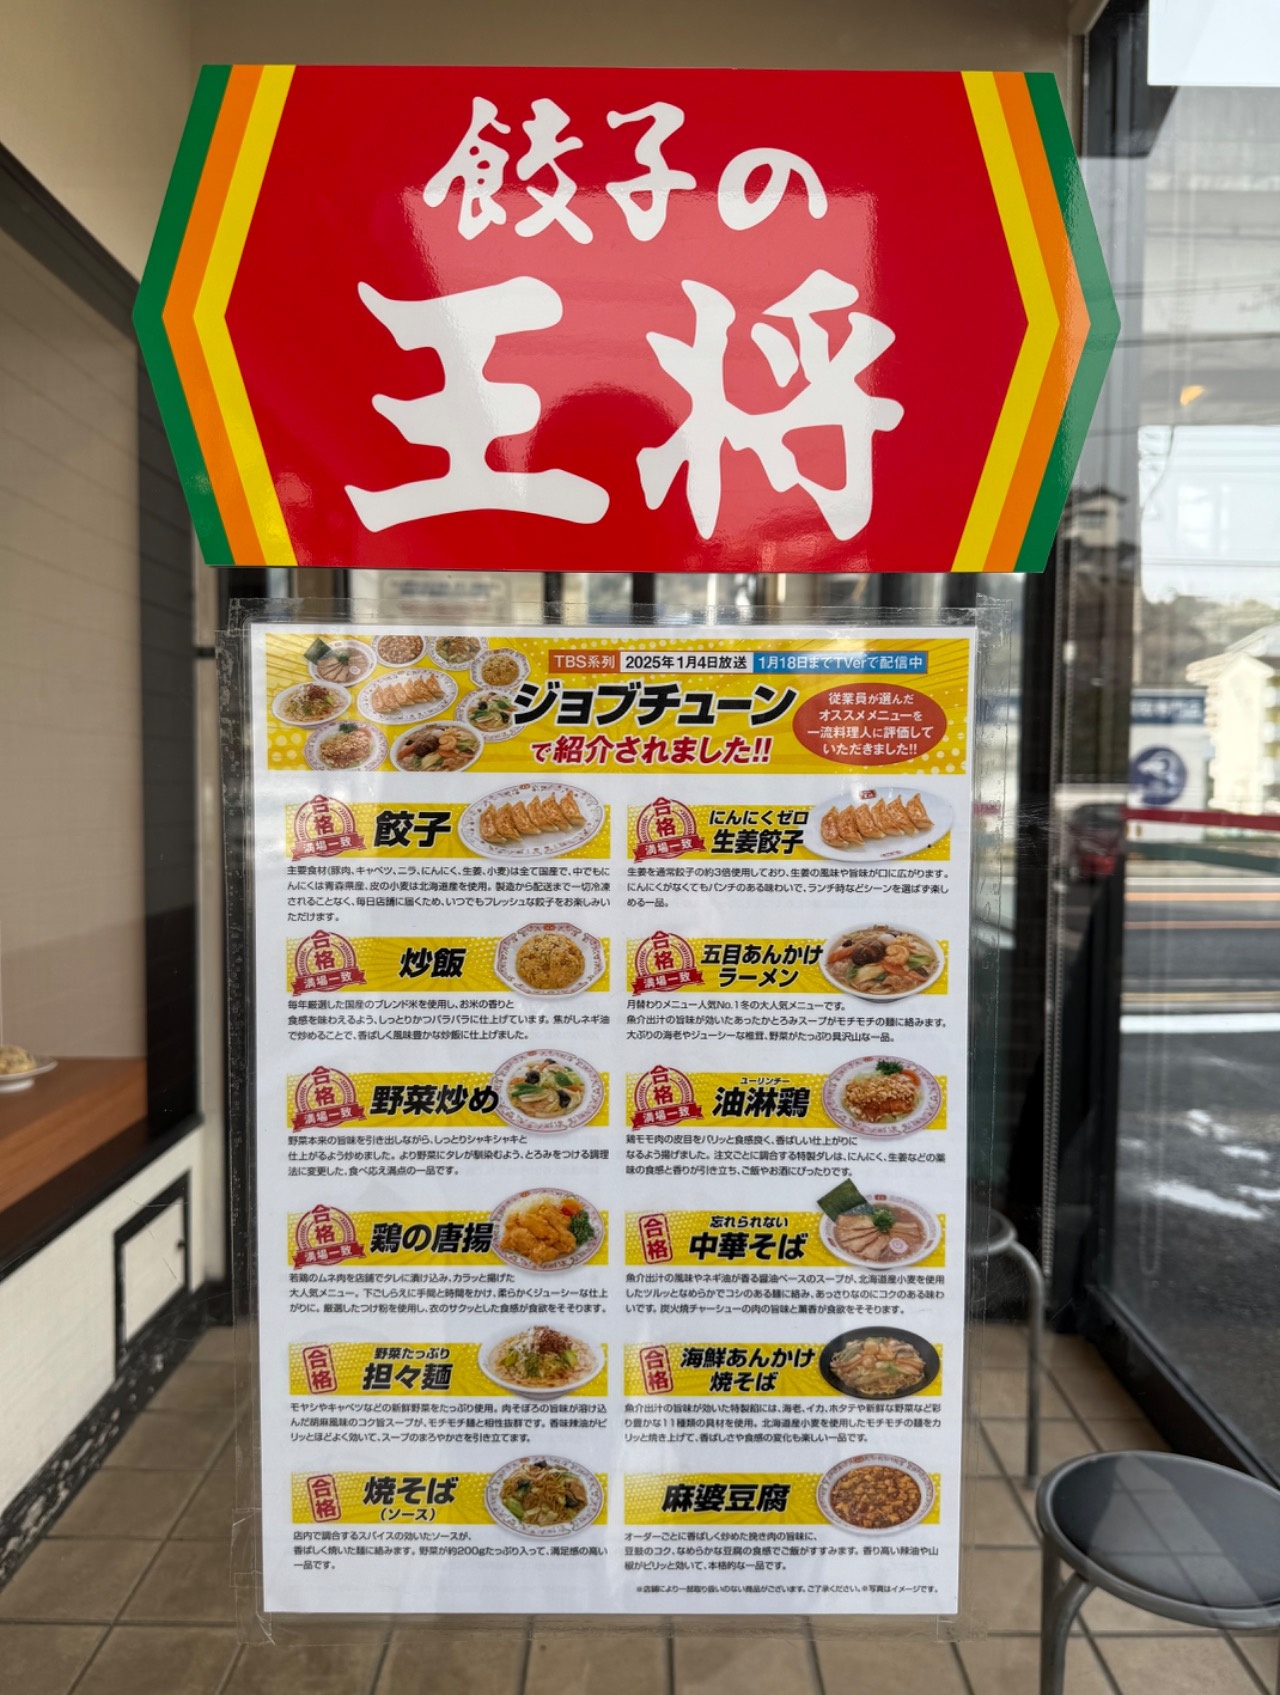 餃子の
王将
TBS系列 2025年1月4日放送 1月18日までTVerで配信中
ジョブチューン
で紹介されました!!
従業員が選んだ
オススメメニューを
一流料理人に評価して
いただきました!!
合格
満場一致
餃子
主要食材(豚肉、キャベツ、ニラ、にんにく、生姜、小麦)は全て国産で、中でもに
んにくは青森県産、皮の小麦は北海道産を使用。製造から配送まで一切冷凍
されることなく、毎日店舗に届くため、いつでもフレッシュな餃子をお楽しみい
ただけます。
合格
満場一致
にんにくゼロ
生姜餃子
生姜を通常餃子の約3倍使用しており、生姜の風味や旨味が口に広がります。
にんにくがなくてもパンチのある味わいで、ランチ時などシーンを選ばず楽し
める一品。
合格
満場一致
炒飯
毎年厳選した国産のブレンド米を使用し、お米の香りと
食感を味わえるよう、しっとりかつパラパラに仕上げています。焦がしネギ油
で炒めることで、香ばしく風味豊かな炒飯に仕上げました。
合格
満場一致
五目あんかけ
ラーメン
月替わりメニュー人気No.1冬の大人気メニューです。
魚介出汁の旨味が効いたあったかとろみスープがモチモチの麺に絡みます。
大ぶりの海老やジューシーな椎茸、野菜がたっぷり具沢山な一品。
合格
満場一致
野菜炒め
野菜本来の旨味を引き出しながら、しっとりシャキシャキと
仕上がるよう炒めました。より野菜にタレが馴染むよう、とろみをつける調理
法に変更した、食べ応え満点の一品です。
合格
満場一致
ユーリンチー
油淋鶏
鶏モモ肉の皮目をパリッと食感良く、香ばしい仕上がりに
なるよう揚げました。注文ごとに調合する特製ダレは、にんにく、生姜などの薬
味の食感と香りが引き立ち、ご飯やお酒にぴったりです。
合格
満場一致
鶏の唐揚
若鶏のムネ肉を店舗でタレに漬け込み、カラッと揚げた
大人気メニュー。下ごしらえに手間と時間をかけ、柔らかくジューシーな仕上
がりに。厳選したつけ粉を使用し、衣のサクッとした食感が食欲をそそります。
合格
忘れられない
中華そば
魚介出汁の風味やネギ油が香る醤油ベースのスープが、北海道産小麦を使用
したツルッとなめらかでコシのある麺に絡み、あっさりなのにコクのある味わ
いです。炭火焼チャーシューの肉の旨味と薫香が食欲をそそります。
合格
野菜たっぷり
担々麺
モヤシやキャベツなどの新鮮野菜をたっぷり使用。肉そぼろの旨味が溶け込
んだ胡麻風味のコク旨スープが、モチモチ麺と相性抜群です。香味辣油がピ
リッとほどよく効いて、スープのまろやかさを引き立てます。
合格
海鮮あんかけ
焼そば
魚介出汁の旨味が効いた特製餡には、海老、イカ、ホタテや新鮮な野菜など彩
り豊かな11種類の具材を使用。北海道産小麦を使用したモチモチの麺をカ
リッと焼き上げて、香ばしさや食感の変化も楽しい一品です。
合格
焼そば
(ソース)
店内で調合するスパイスの効いたソースが、
香ばしく焼いた麺に絡みます。野菜が約200gたっぷり入って、満足感の高い
一品です。
麻婆豆腐
オーダーごとに香ばしく炒めた挽き肉の旨味に、
豆鼓のコク、なめらかな豆腐の食感でご飯がすすみます。香り高い辣油や山
椒がピリッと効いて、本格的な一品です。
※店舗により一部取り扱いのない商品がございます。ご了承ください。※写真はイメージです。